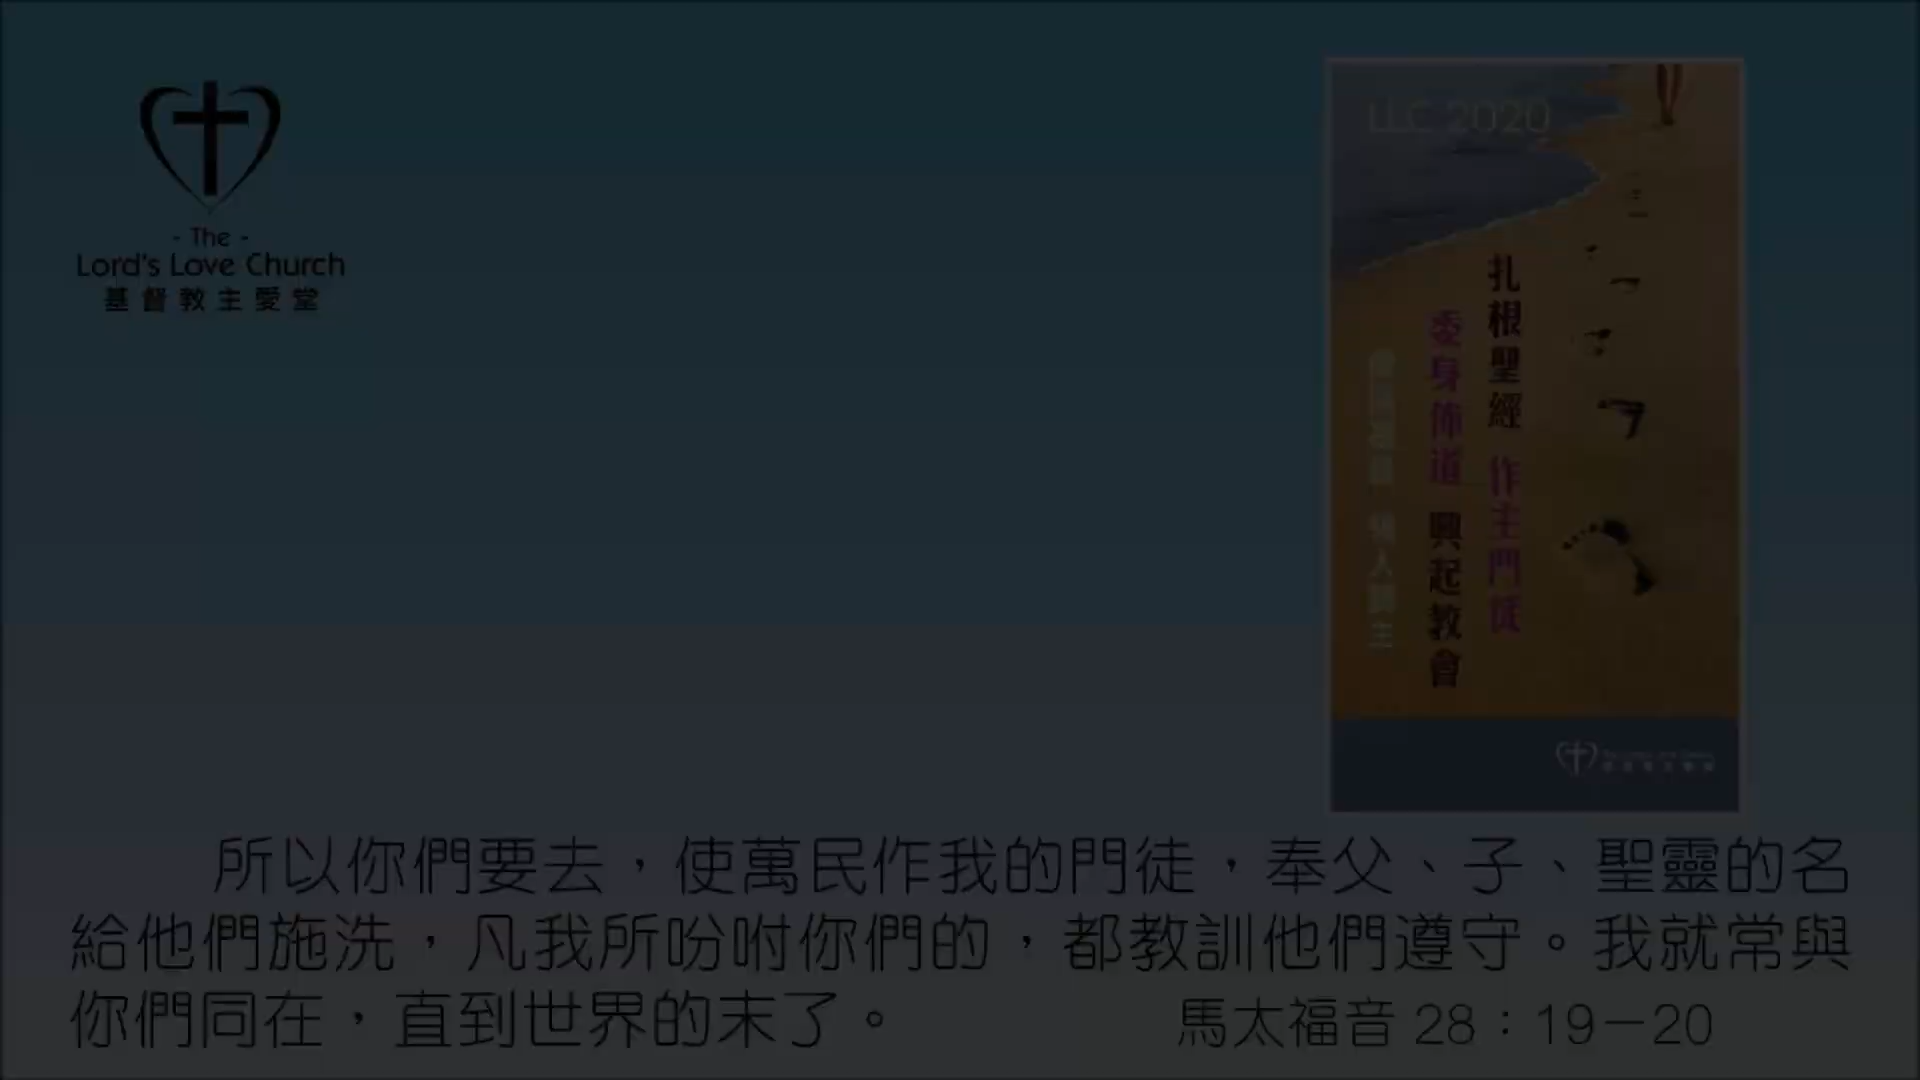 - The -
Lord's Love Church
基督教主愛堂
LLC 2020
扎根聖經 作主門徒
委身佈道 興起教會
所以你們要去，使萬民作我的門徒，奉父、子、聖靈的名
給他們施洗，凡我所吩咐你們的，都教訓他們遵守。我就常與
你們同在，直到世界的末了。
馬太福音 28：19－20